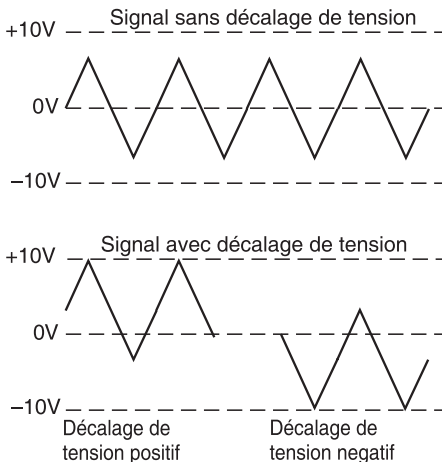 Signal sans décalage de tension
+10V
0V
−10V
Signal avec décalage de tension
+10V
0V
−10V
Décalage de
tension positif
Décalage de
tension negatif